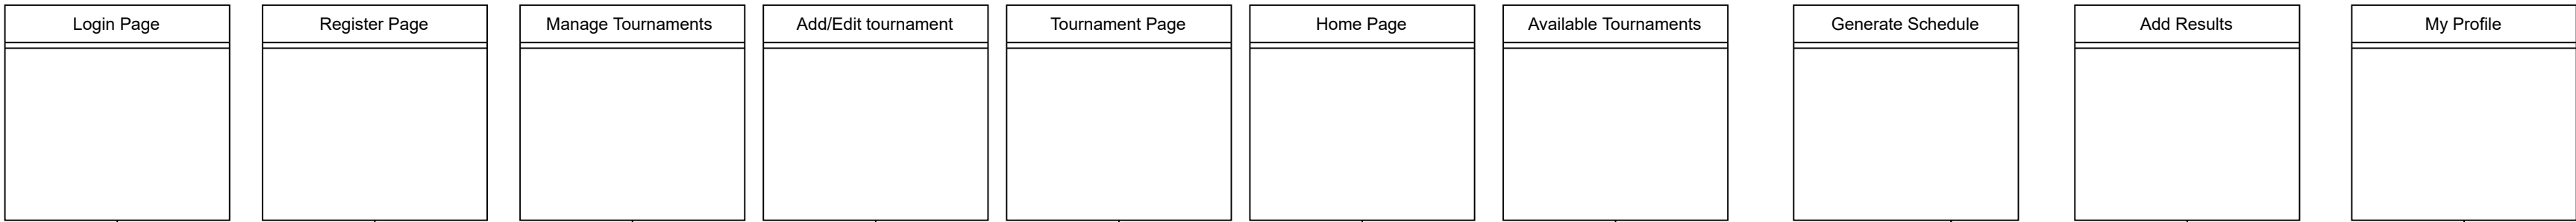 Login Page
Register Page
Manage Tournaments
Add/Edit tournament
Tournament Page
Home Page
Available Tournaments
Generate Schedule
Add Results
My Profile